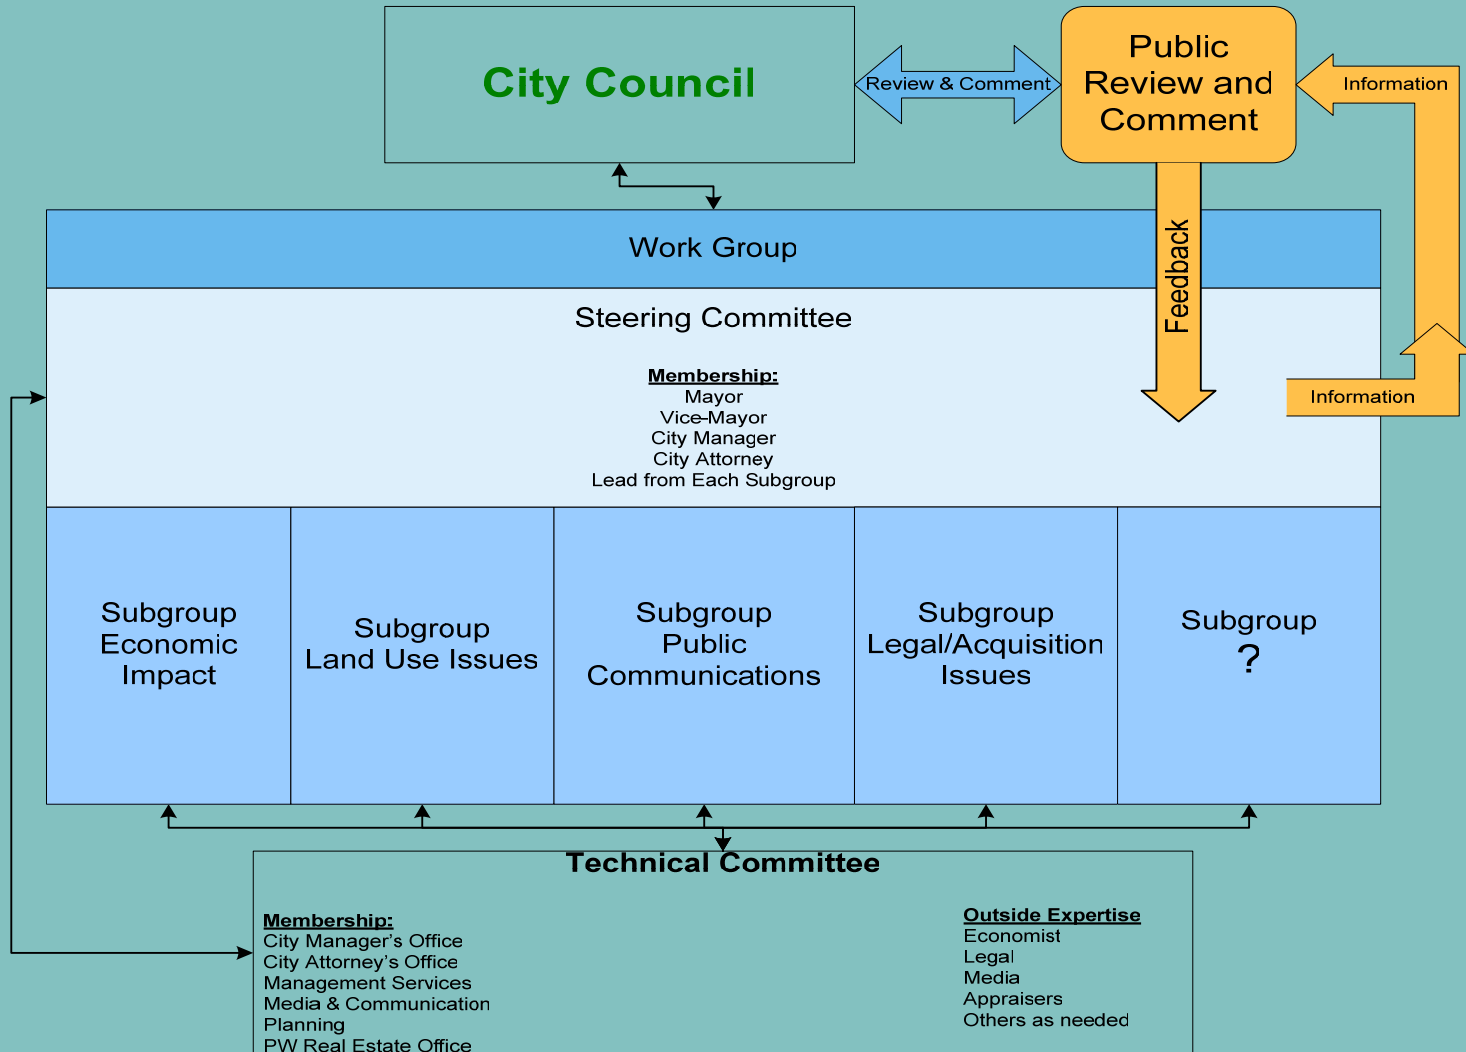 City Council
Review & Comment
Public
Review and
Comment
Information
Work Group
Feedback
Steering Committee
Membership:
Mayor
Vice-Mayor
City Manager
City Attorney
Lead from Each Subgroup
Information
Subgroup
Economic
Impact
Subgroup
Land Use Issues
Subgroup
Public
Communications
Subgroup
Legal/Acquisition
Issues
Subgroup
?
Technical Committee
Membership:
City Manager's Office
City Attorney's Office
Management Services
Media & Communication
Planning
PW Real Estate Office
Outside Expertise
Economist
Legal
Media
Appraisers
Others as needed